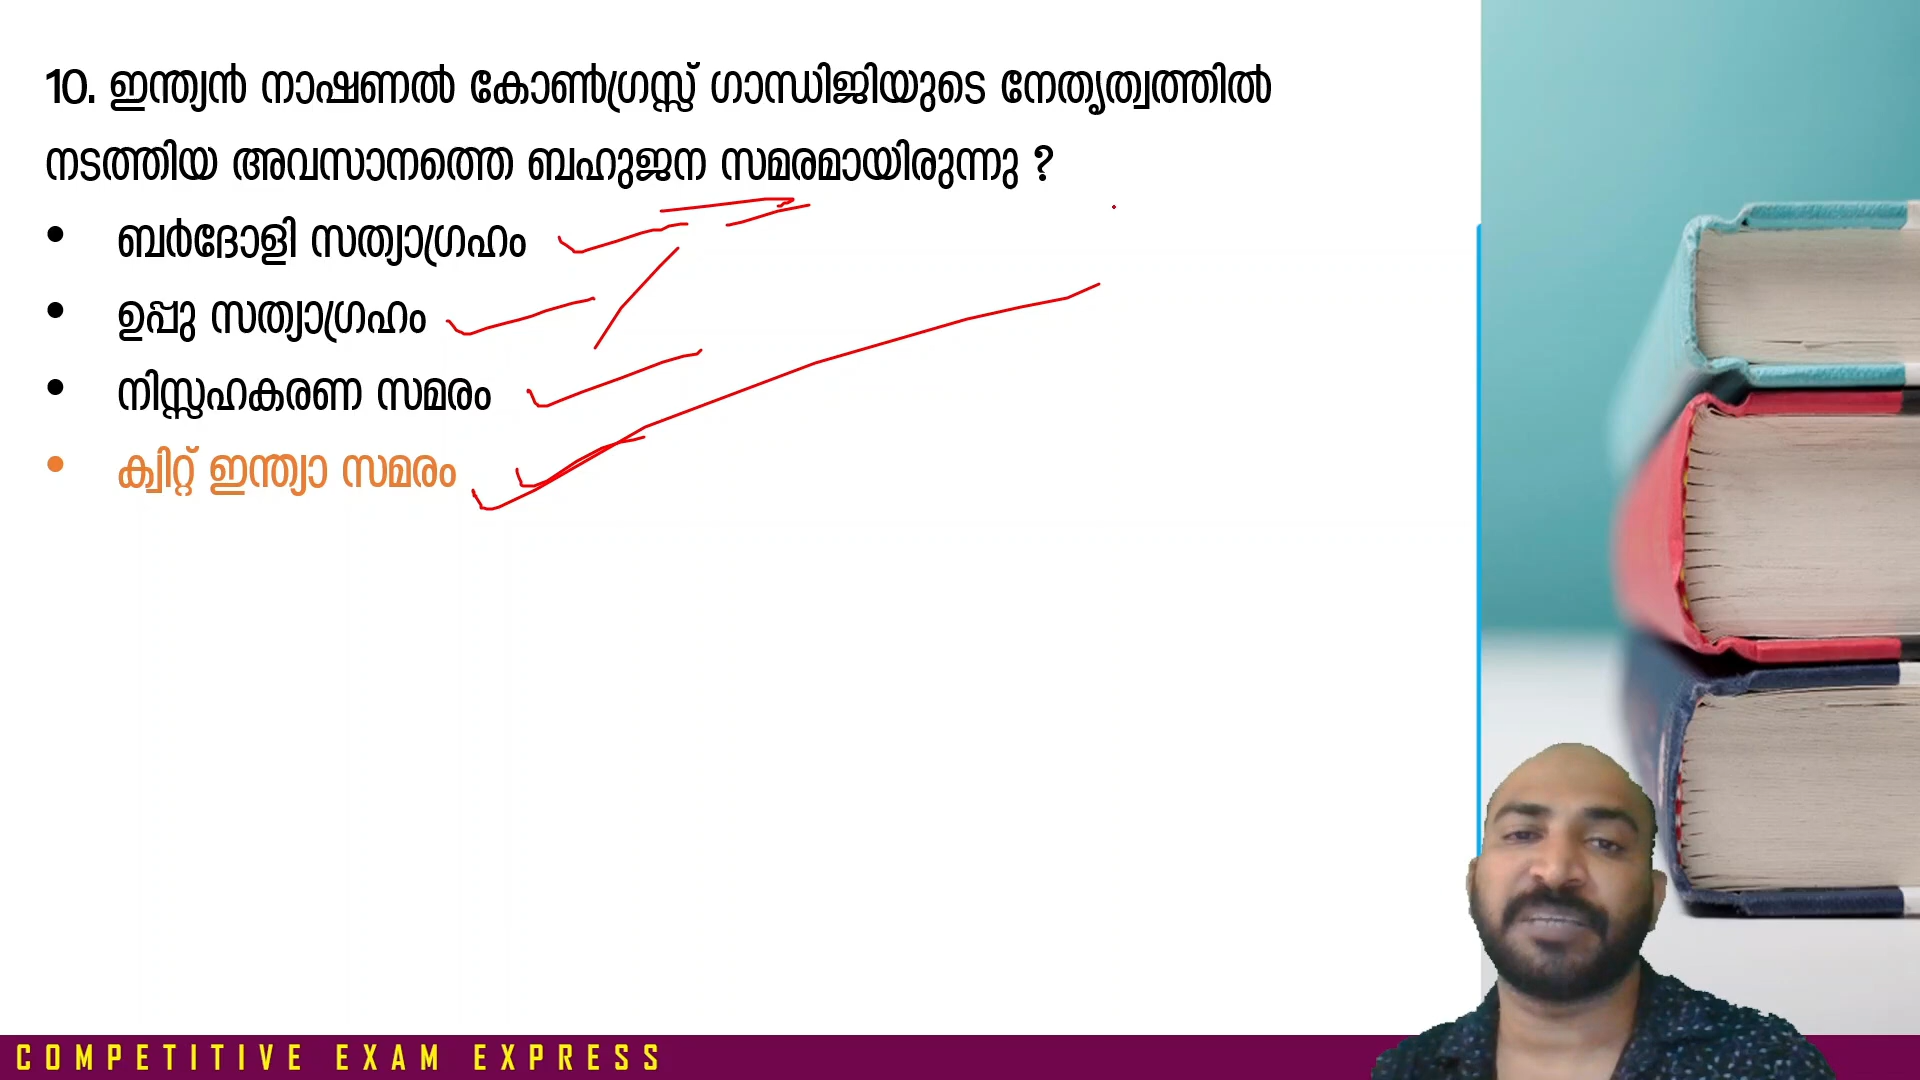 10. ഇന്ത്യൻ നാഷണൽ കോൺഗ്രസ്സ് ഗാന്ധിജിയുടെ നേതൃത്വത്തിൽ
നടത്തിയ അവസാനത്തെ ബഹുജന സമരമായിരുന്നു ?
• ബർദോളി സത്യാഗ്രഹം
• ഉപ്പു സത്യാഗ്രഹം
• നിസ്സഹകരണ സമരം
• ക്വിറ്റ് ഇന്ത്യാ സമരം
COMPETITIVE EXAM EXPRESS